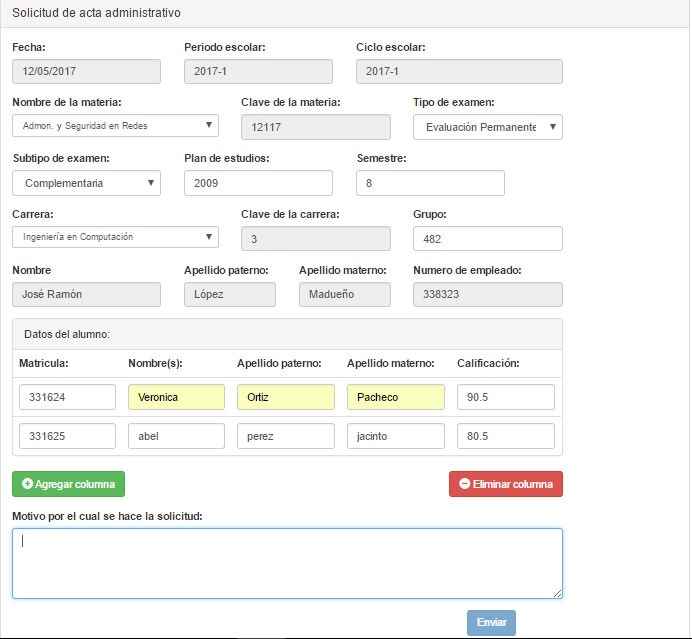 Solicitud de acta administrativo
Fecha: Periodo escolar: Ciclo escolar:
12/05/2017 2017-1 2017-1
Nombre de la materia: Clave de la materia: Tipo de examen:
Admon. y Seguridad en Redes 12117 Evaluación Permanente
Subtipo de examen: Plan de estudios: Semestre:
Complementaria 2009 8
Carrera: Clave de la carrera: Grupo:
Ingeniería en Computación 3 482
Nombre Apellido paterno: Apellido materno: Numero de empleado:
José Ramón López Madueño 338323
Datos del alumno:
Matricula: Nombre(s): Apellido paterno: Apellido materno: Calificación:
331624 Veronica Ortiz Pacheco 90.5
331625 abel perez jacinto 80.5
Agregar columna Eliminar columna
Motivo por el cual se hace la solicitud:
Enviar